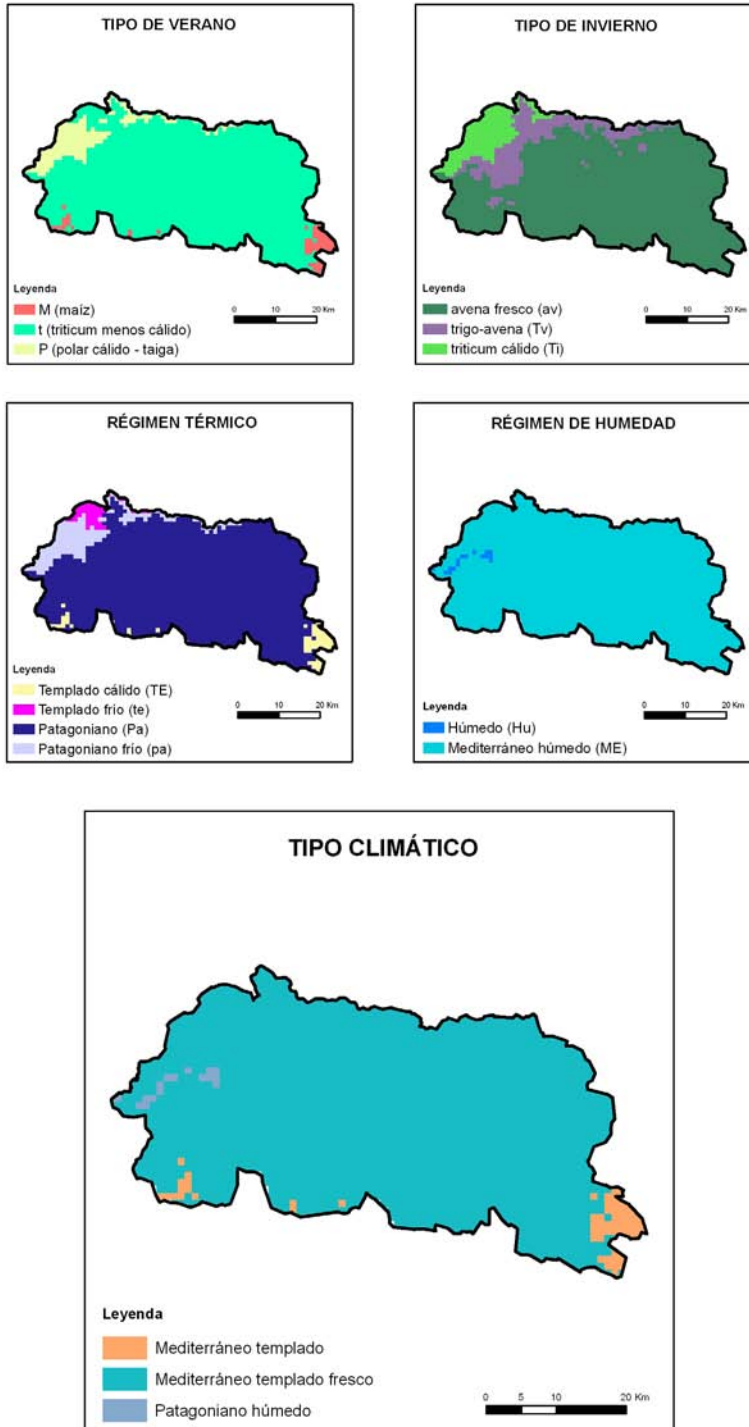 TIPO DE VERANO
Leyenda
M (maíz)
t (triticum menos cálido)
P (polar cálido - taiga)
0 10 20 Km
TIPO DE INVIERNO
Leyenda
avena fresco (av)
trigo-avena (Tv)
triticum cálido (Ti)
0 10 20 Km
RÉGIMEN TÉRMICO
Leyenda
Templado cálido (TE)
Templado frío (te)
Patagoniano (Pa)
Patagoniano frío (pa)
0 10 20 Km
RÉGIMEN DE HUMEDAD
Leyenda
Húmedo (Hu)
Mediterráneo húmedo (ME)
0 10 20 Km
TIPO CLIMÁTICO
Leyenda
Mediterráneo templado
Mediterráneo templado fresco
Patagoniano húmedo
0 5 10 20 Km